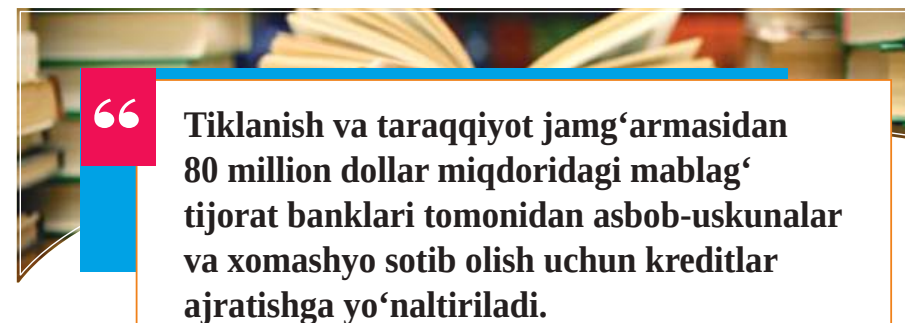 “
Tiklanish va taraqqiyot jamg‘armasidan
80 million dollar miqdoridagi mablag‘
tijorat banklari tomonidan asbob-uskunalar
va xomashyo sotib olish uchun kreditlar
ajratishga yo‘naltiriladi.